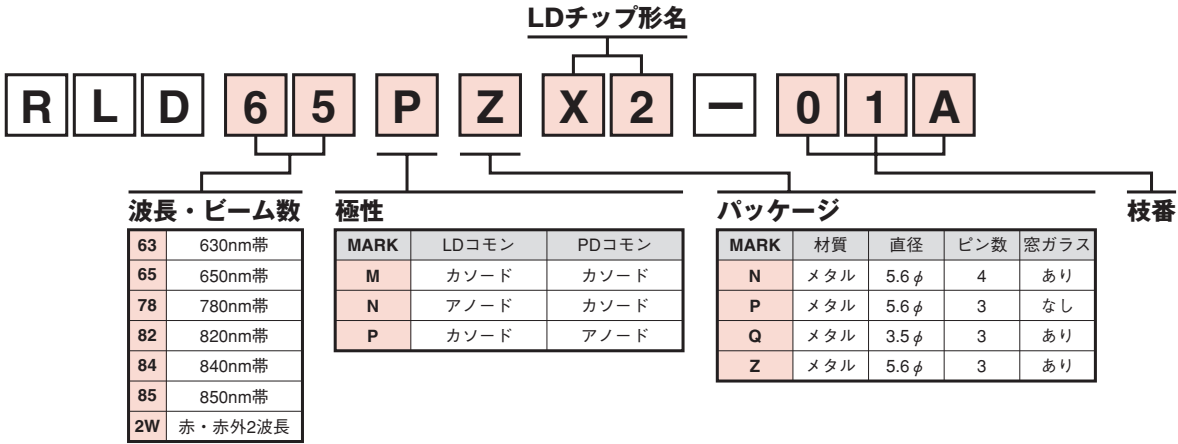 LDチップ形名
R L D 6 5 P Z X 2 ー 0 1 A
波長・ビーム数
63 630nm帯
65 650nm帯
78 780nm帯
82 820nm帯
84 840nm帯
85 850nm帯
2W 赤・赤外2波長
極性
MARK LDコモン PDコモン
M カソード カソード
N アノード カソード
P カソード アノード
パッケージ
MARK 材質 直径 ピン数 窓ガラス
N メタル 5.6φ 4 あり
P メタル 5.6φ 3 なし
Q メタル 3.5φ 3 あり
Z メタル 5.6φ 3 あり
枝番